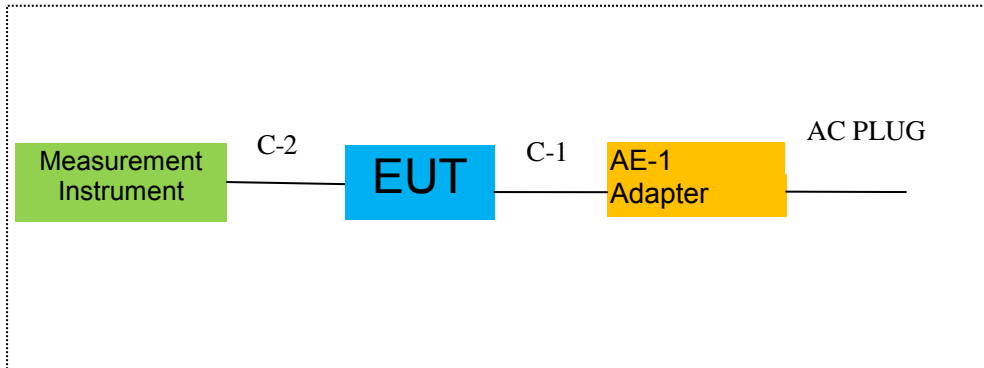 Measurement
Instrument
C-2
EUT
C-1
AE-1
Adapter
AC PLUG